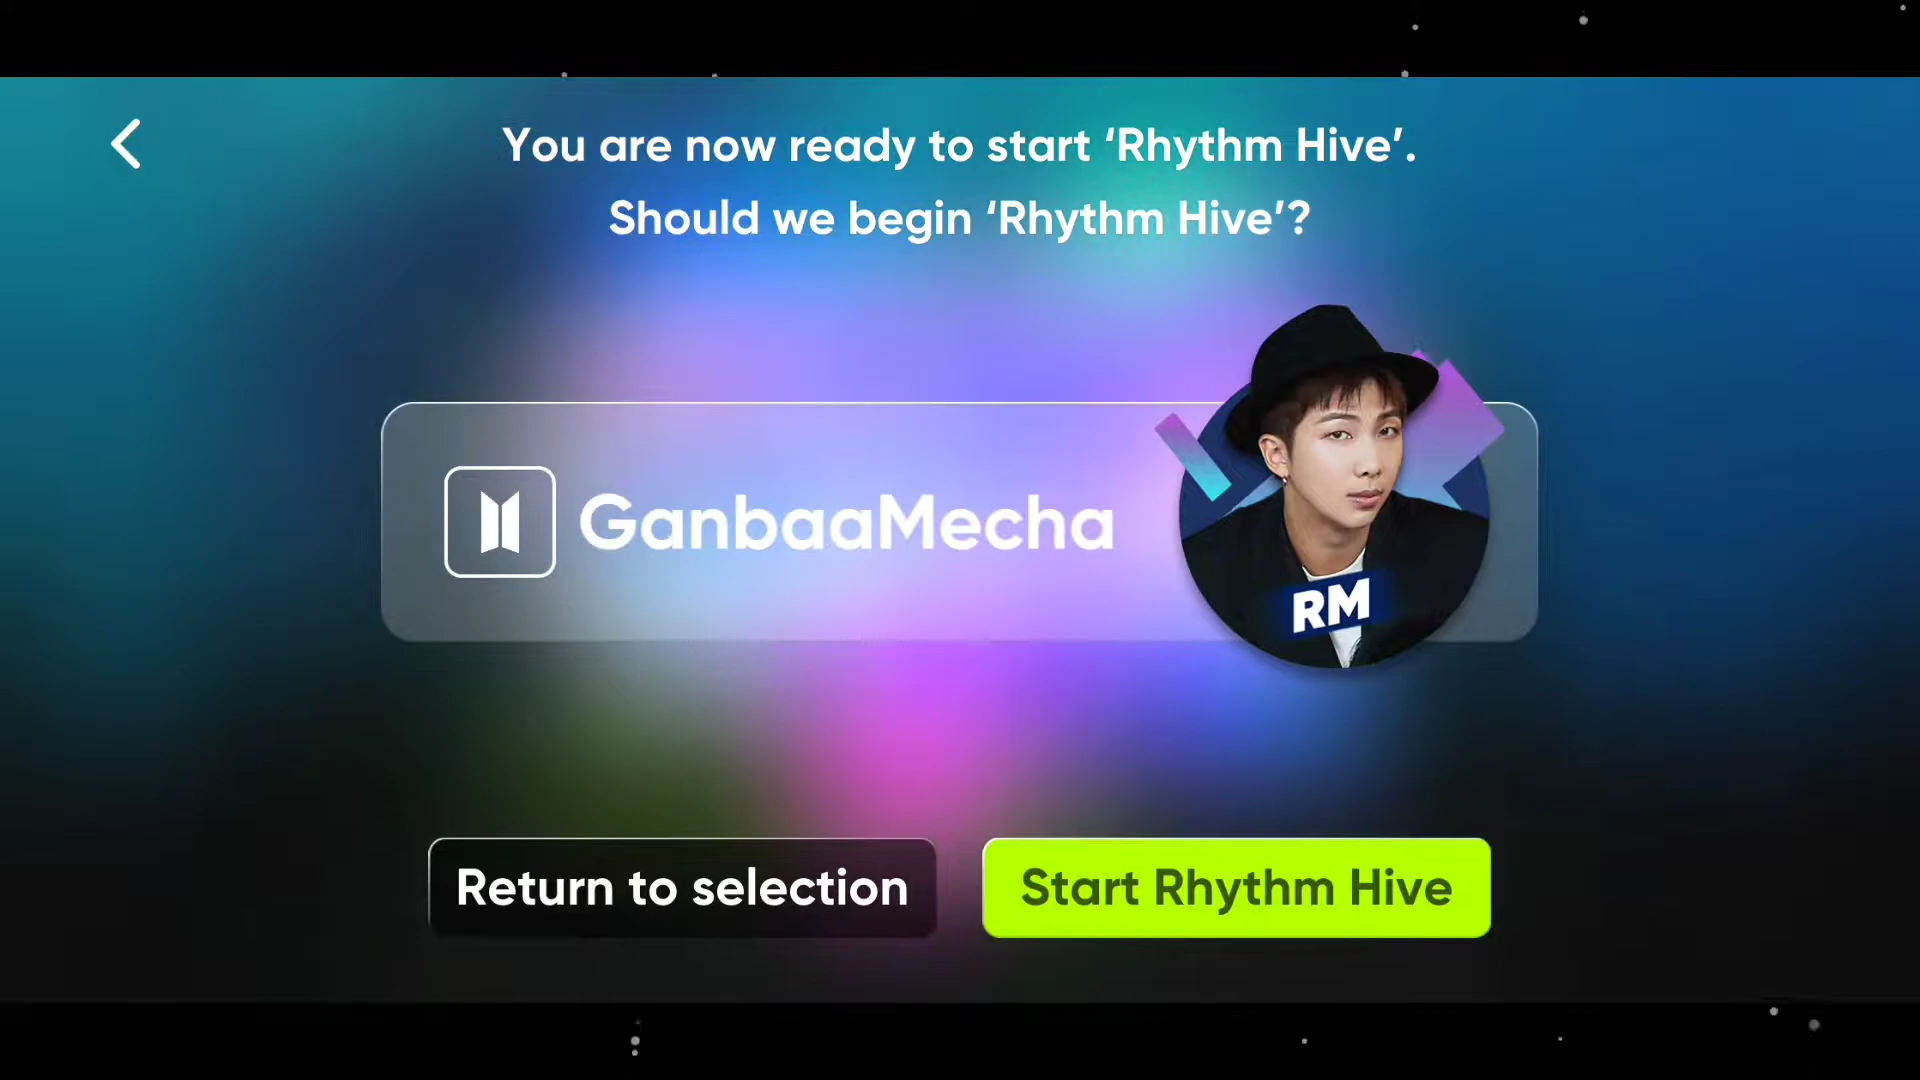 You are now ready to start ‘Rhythm Hive’.
Should we begin ‘Rhythm Hive’?
GanbaaMecha
RM
Return to selection
Start Rhythm Hive